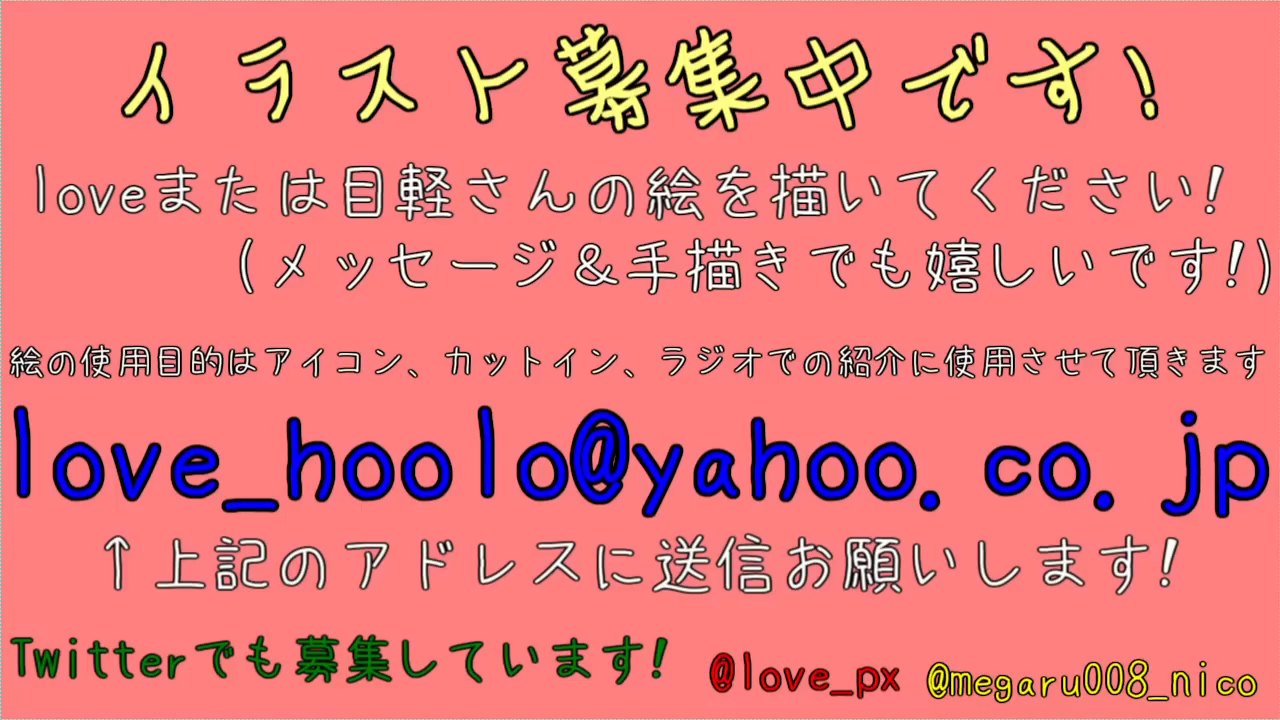 イラスト募集中です!
loveまたは目軽さんの絵を描いてください!
(メッセージ&手描きでも嬉しいです!)
絵の使用目的はアイコン、カットイン、ラジオでの紹介に使用させて頂きます
love_hoolo@yahoo.co.jp
↑上記のアドレスに送信お願いします!
Twitterでも募集しています! @love_px @megaru008_nico